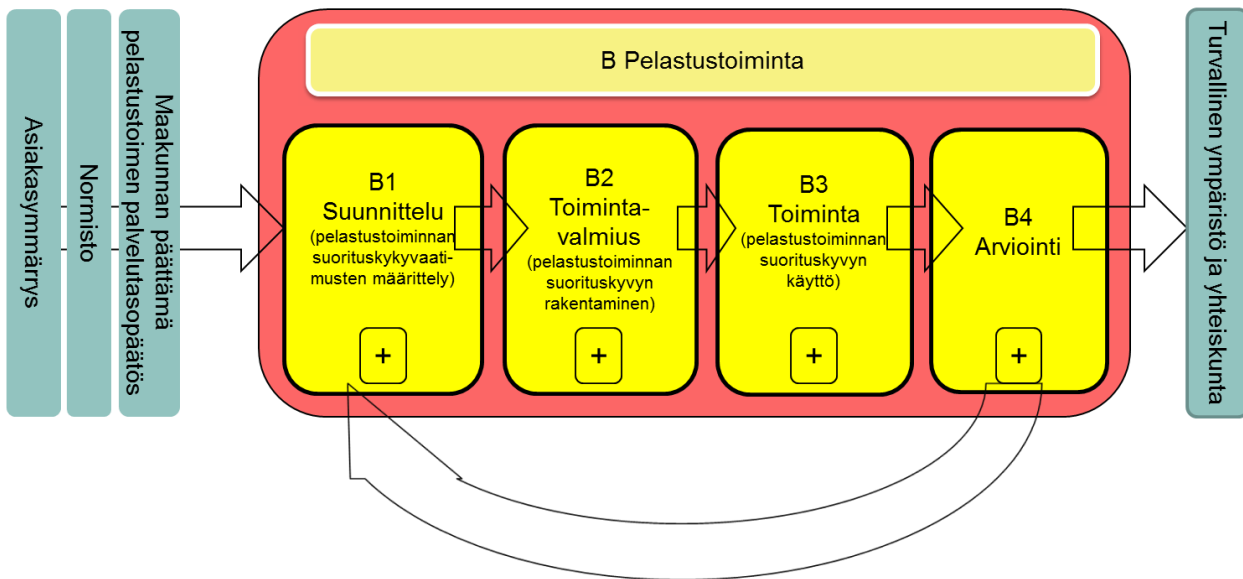 Asiakasymmärrys
Normisto
Maakunnan päättämä
pelastustoimen palvelutasopäätös
B Pelastustoiminta
B1
Suunnittelu
(pelastustoiminnan
suorituskykyvaati-
musten määrittely)
+
B2
Toiminta-
valmius
(pelastustoiminnan
suorituskyvyn
rakentaminen)
+
B3
Toiminta
(pelastustoiminnan
suorituskyvyn
käyttö)
+
B4
Arviointi
+
Turvallinen ympäristö ja yhteiskunta